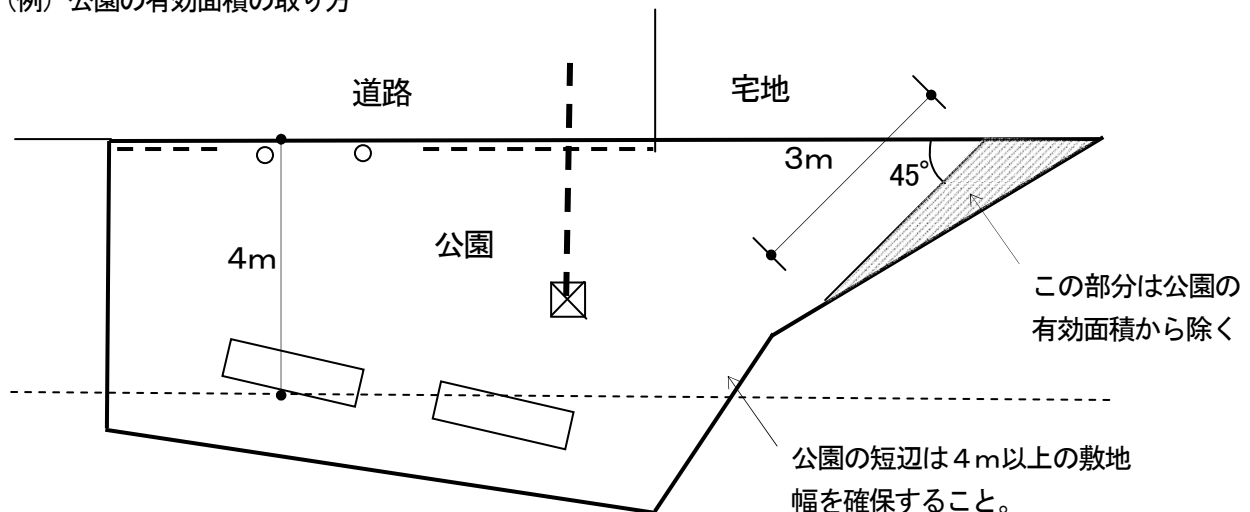 （例）公園の有効面積の取り方
道路
宅地
3m
45°
公園
4m
この部分は公園の
有効面積から除く
公園の短辺は４ｍ以上の敷地
幅を確保すること。